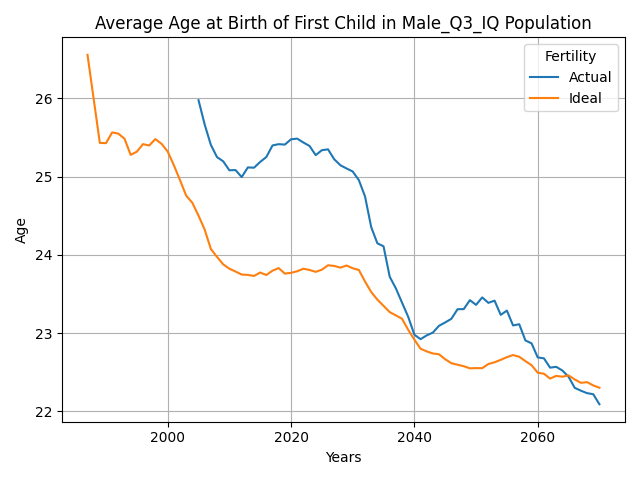 Average Age at Birth of First Child in Male_Q3_IQ Population
Fertility
Actual
Ideal
Age
26
25
24
23
22
2000
2020
2040
2060
Years